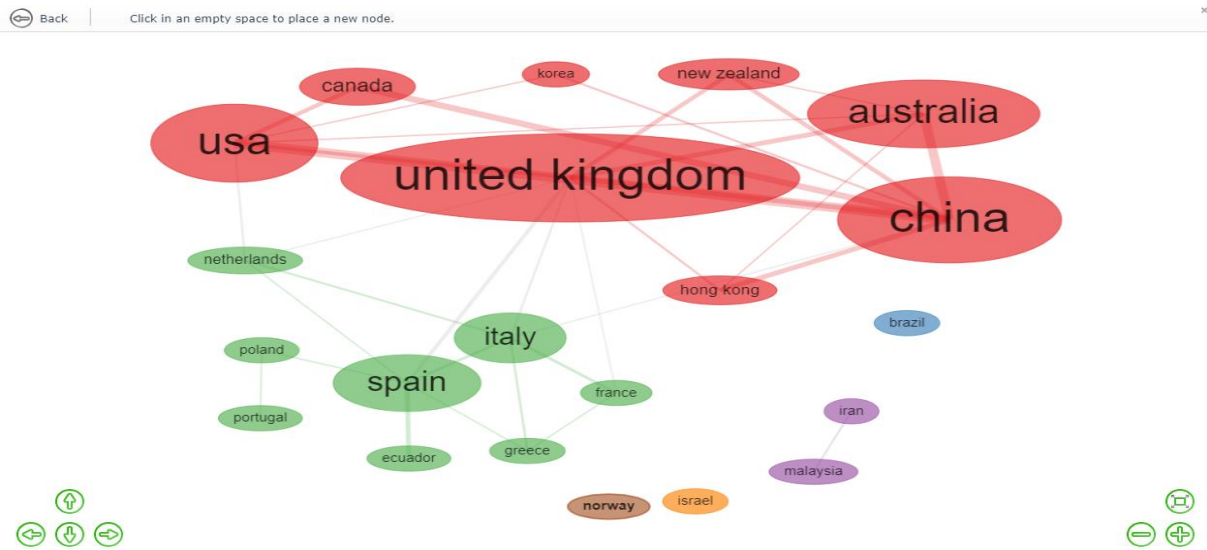 Back
Click in an empty space to place a new node.
korea
new zealand
canada
australia
usa
united kingdom
china
netherlands
hong kong
brazil
italy
poland
spain
france
iran
portugal
greece
ecuador
malaysia
norway
israel